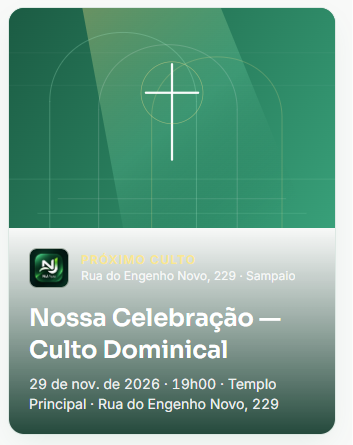 PRÓXIMO CULTO
Rua do Engenho Novo, 229 · Sampaio
Nossa Celebração —
Culto Dominical
29 de nov. de 2026 · 19h00 · Templo
Principal · Rua do Engenho Novo, 229